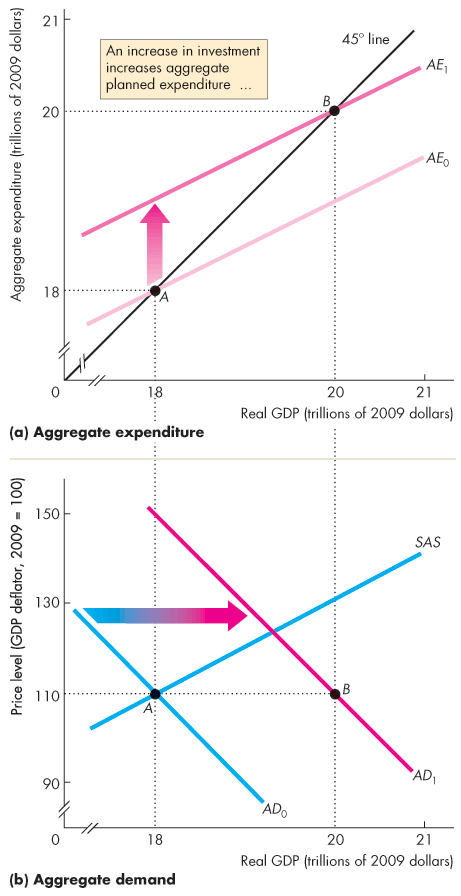 Aggregate expenditure (trillions of 2009 dollars)
21
20
18
0
An increase in investment
increases aggregate
planned expenditure ...
45° line
AE1
AE0
B
A
18
20
21
Real GDP (trillions of 2009 dollars)
(a) Aggregate expenditure
Price level (GDP deflator, 2009 = 100)
150
130
110
90
0
SAS
A
B
AD0
AD1
18
20
21
Real GDP (trillions of 2009 dollars)
(b) Aggregate demand